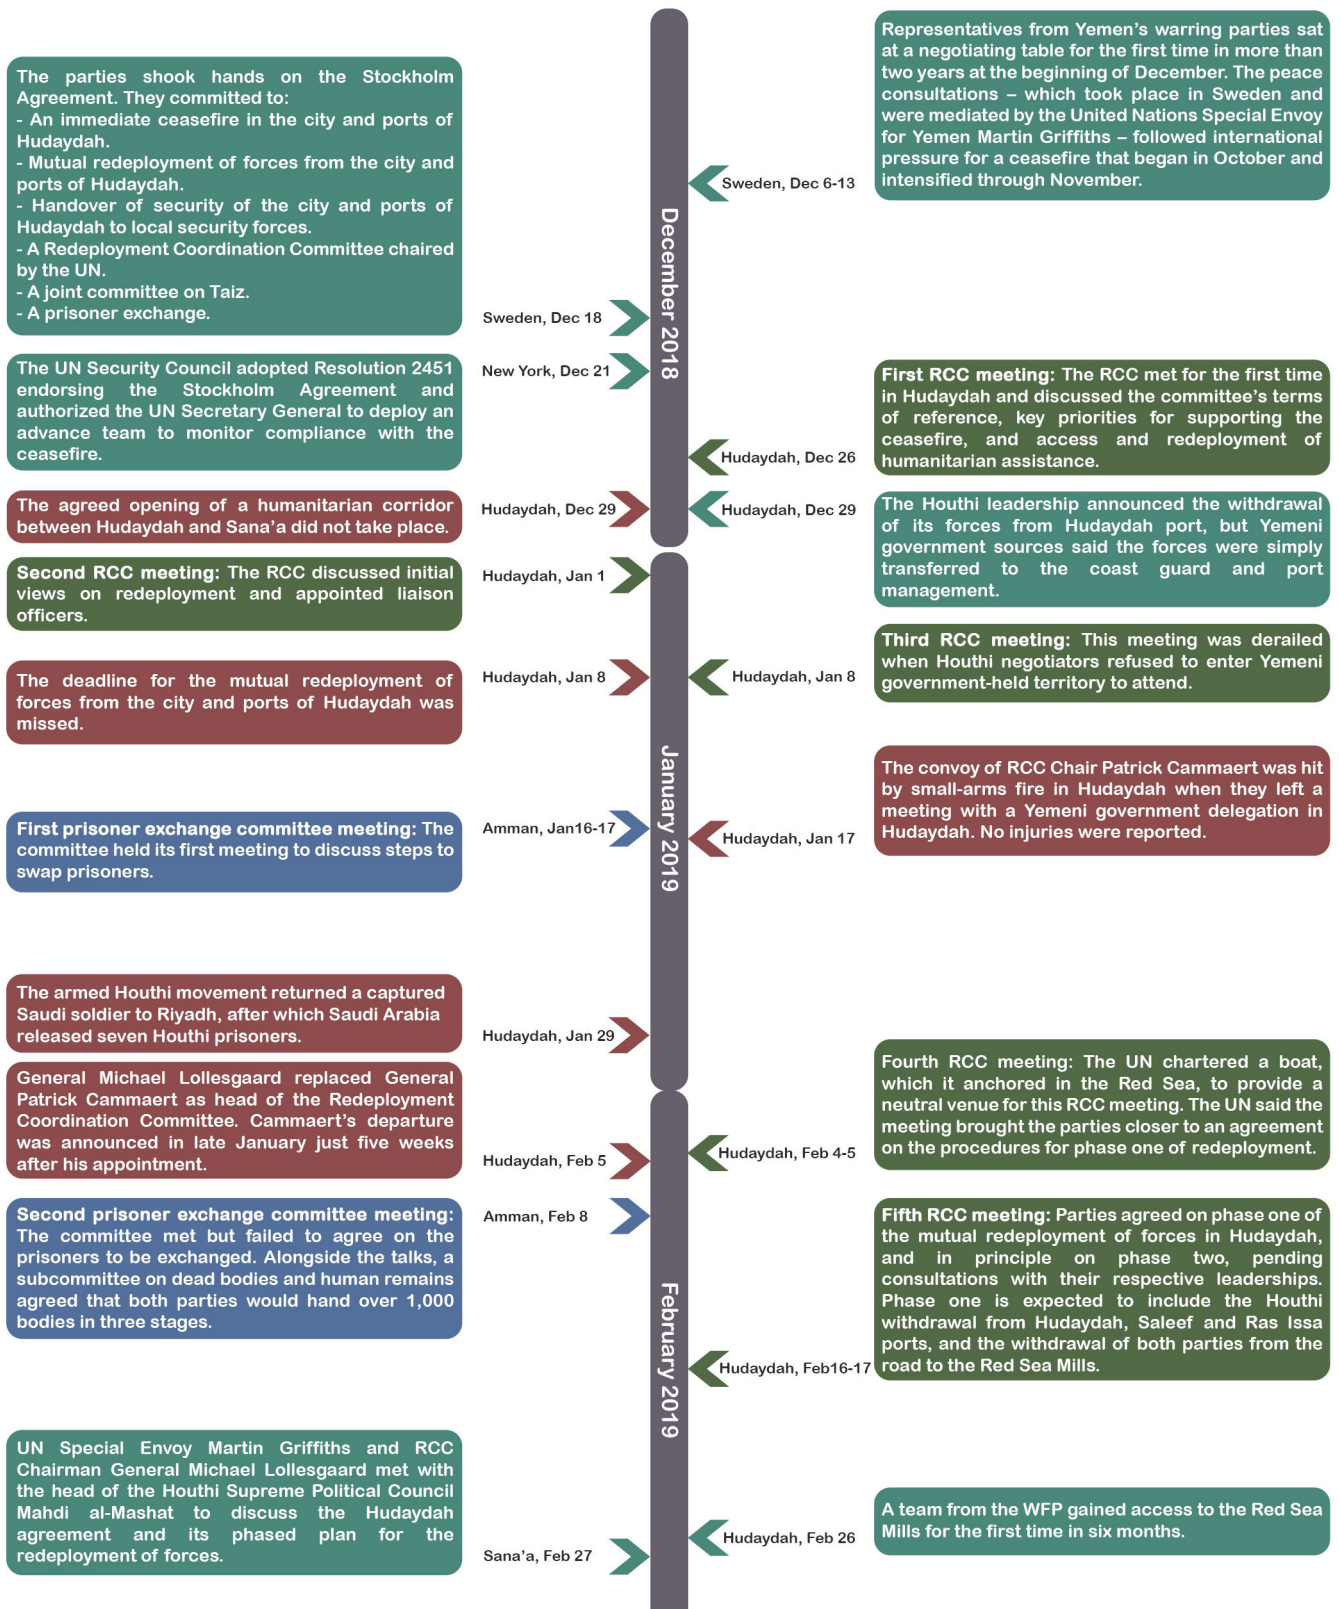 Representatives from Yemen's warring parties sat
at a negotiating table for the first time in more than
two years at the beginning of December. The peace
consultations – which took place in Sweden and
were mediated by the United Nations Special Envoy
for Yemen Martin Griffiths – followed international
pressure for a ceasefire that began in October and
intensified through November.
Sweden, Dec 6-13
The parties shook hands on the Stockholm
Agreement. They committed to:
- An immediate ceasefire in the city and ports of
Hudaydah.
- Mutual redeployment of forces from the city and
ports of Hudaydah.
- Handover of security of the city and ports of
Hudaydah to local security forces.
- A Redeployment Coordination Committee chaired
by the UN.
- A joint committee on Taiz.
- A prisoner exchange.
Sweden, Dec 18
December 2018
The UN Security Council adopted Resolution 2451
endorsing the Stockholm Agreement and
authorized the UN Secretary General to deploy an
advance team to monitor compliance with the
ceasefire.
New York, Dec 21
First RCC meeting: The RCC met for the first time
in Hudaydah and discussed the committee's terms
of reference, key priorities for supporting the
ceasefire, and access and redeployment of
humanitarian assistance.
Hudaydah, Dec 26
The agreed opening of a humanitarian corridor
between Hudaydah and Sana'a did not take place.
Hudaydah, Dec 29
Hudaydah, Dec 29
The Houthi leadership announced the withdrawal
of its forces from Hudaydah port, but Yemeni
government sources said the forces were simply
transferred to the coast guard and port
management.
Second RCC meeting: The RCC discussed initial
views on redeployment and appointed liaison
officers.
Hudaydah, Jan 1
The deadline for the mutual redeployment of
forces from the city and ports of Hudaydah was
missed.
Hudaydah, Jan 8
Hudaydah, Jan 8
Third RCC meeting: This meeting was derailed
when Houthi negotiators refused to enter Yemeni
government-held territory to attend.
January 2019
First prisoner exchange committee meeting: The
committee held its first meeting to discuss steps to
swap prisoners.
Amman, Jan16-17
Hudaydah, Jan 17
The convoy of RCC Chair Patrick Cammaert was hit
by small-arms fire in Hudaydah when they left a
meeting with a Yemeni government delegation in
Hudaydah. No injuries were reported.
The armed Houthi movement returned a captured
Saudi soldier to Riyadh, after which Saudi Arabia
released seven Houthi prisoners.
Hudaydah, Jan 29
General Michael Lollesgaard replaced General
Patrick Cammaert as head of the Redeployment
Coordination Committee. Cammaert's departure
was announced in late January just five weeks
after his appointment.
Hudaydah, Feb 5
Hudaydah, Feb 4-5
Fourth RCC meeting: The UN chartered a boat,
which it anchored in the Red Sea, to provide a
neutral venue for this RCC meeting. The UN said the
meeting brought the parties closer to an agreement
on the procedures for phase one of redeployment.
Second prisoner exchange committee meeting:
The committee met but failed to agree on the
prisoners to be exchanged. Alongside the talks, a
subcommittee on dead bodies and human remains
agreed that both parties would hand over 1,000
bodies in three stages.
Amman, Feb 8
February 2019
Fifth RCC meeting: Parties agreed on phase one of
the mutual redeployment of forces in Hudaydah,
and in principle on phase two, pending
consultations with their respective leaderships.
Phase one is expected to include the Houthi
withdrawal from Hudaydah, Saleef and Ras Issa
ports, and the withdrawal of both parties from the
road to the Red Sea Mills.
Hudaydah, Feb16-17
UN Special Envoy Martin Griffiths and RCC
Chairman General Michael Lollesgaard met with
the head of the Houthi Supreme Political Council
Mahdi al-Mashat to discuss the Hudaydah
agreement and its phased plan for the
redeployment of forces.
Sana'a, Feb 27
Hudaydah, Feb 26
A team from the WFP gained access to the Red Sea
Mills for the first time in six months.